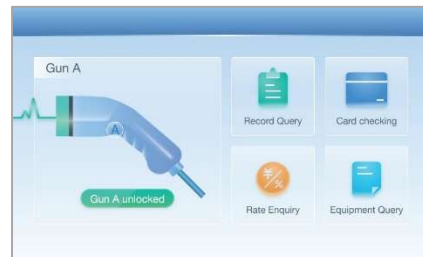 Gun A
A
Gun A unlocked
Record Query
Card checking
¥/%
Rate Enquiry
Equipment Query